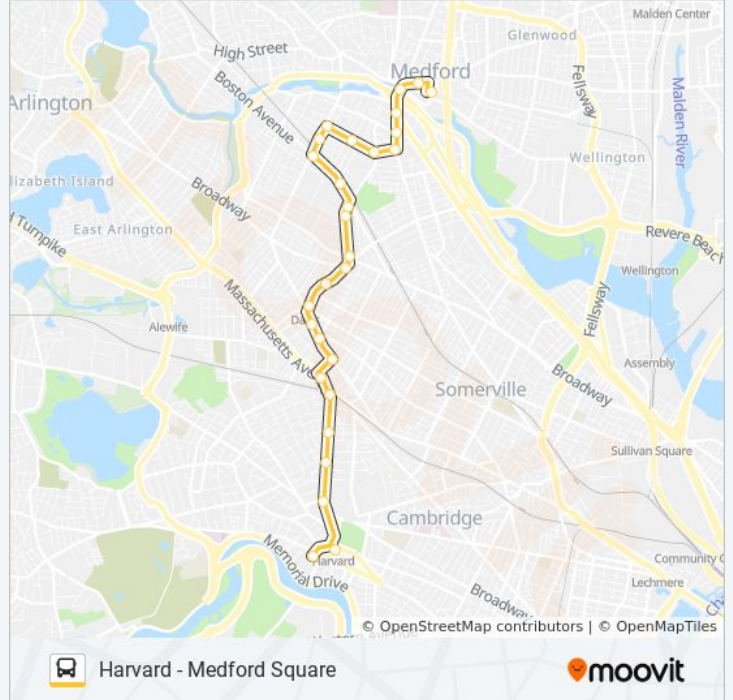 Malden Center
Glenwood
High Street
Medford
Fellsway
Malden River
Boston Avenue
Arlington
Wellington
lizabeth Island
Broadway
East Arlington
Turnpike
Revere Beach
Wellington
Massachusetts Ave
Alewife
Fellsway
Assembly
Broadway
Somerville
Sullivan Square
Cambridge
Memorial Drive
Harvard
Community C
Lechmere
Broadway
© OpenStreetMap contributors | © OpenMapTiles
Harvard - Medford Square
moovit